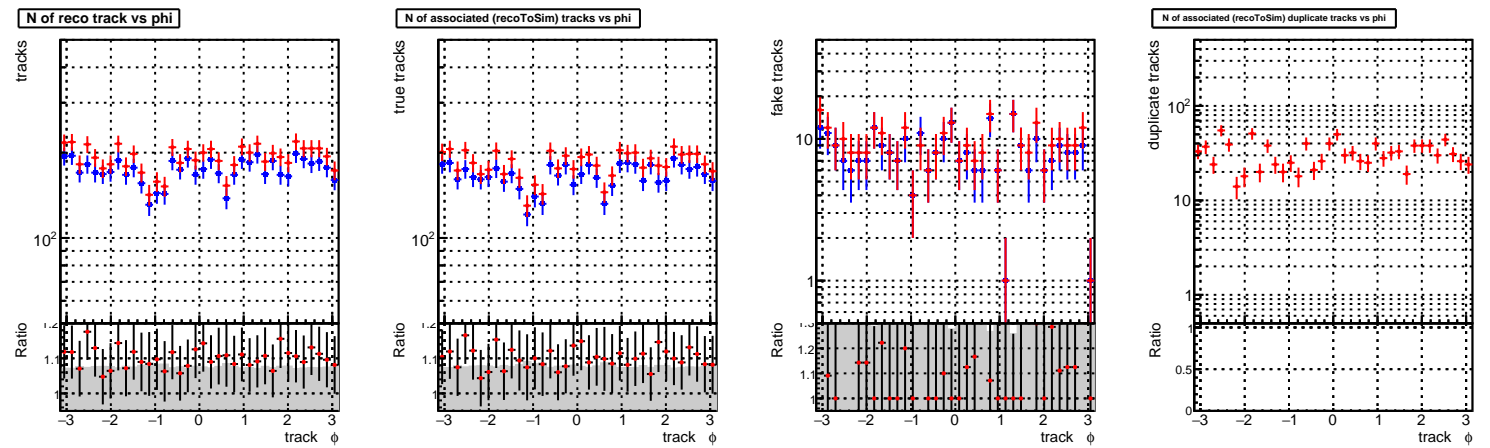 N of reco track vs phi
tracks
10²
Ratio
1.2
1.1
1
−3 −2 −1 0 1 2 3
track ϕ
N of associated (recoToSim) tracks vs phi
true tracks
10²
Ratio
1.2
1.1
1
−3 −2 −1 0 1 2 3
track ϕ
fake tracks
10
1
Ratio
1.3
1.2
1.1
1
−3 −2 −1 0 1 2 3
track ϕ
N of associated (recoToSim) duplicate tracks vs phi
duplicate tracks
10²
10
1
Ratio
1
0.5
0
−3 −2 −1 0 1 2 3
track ϕ